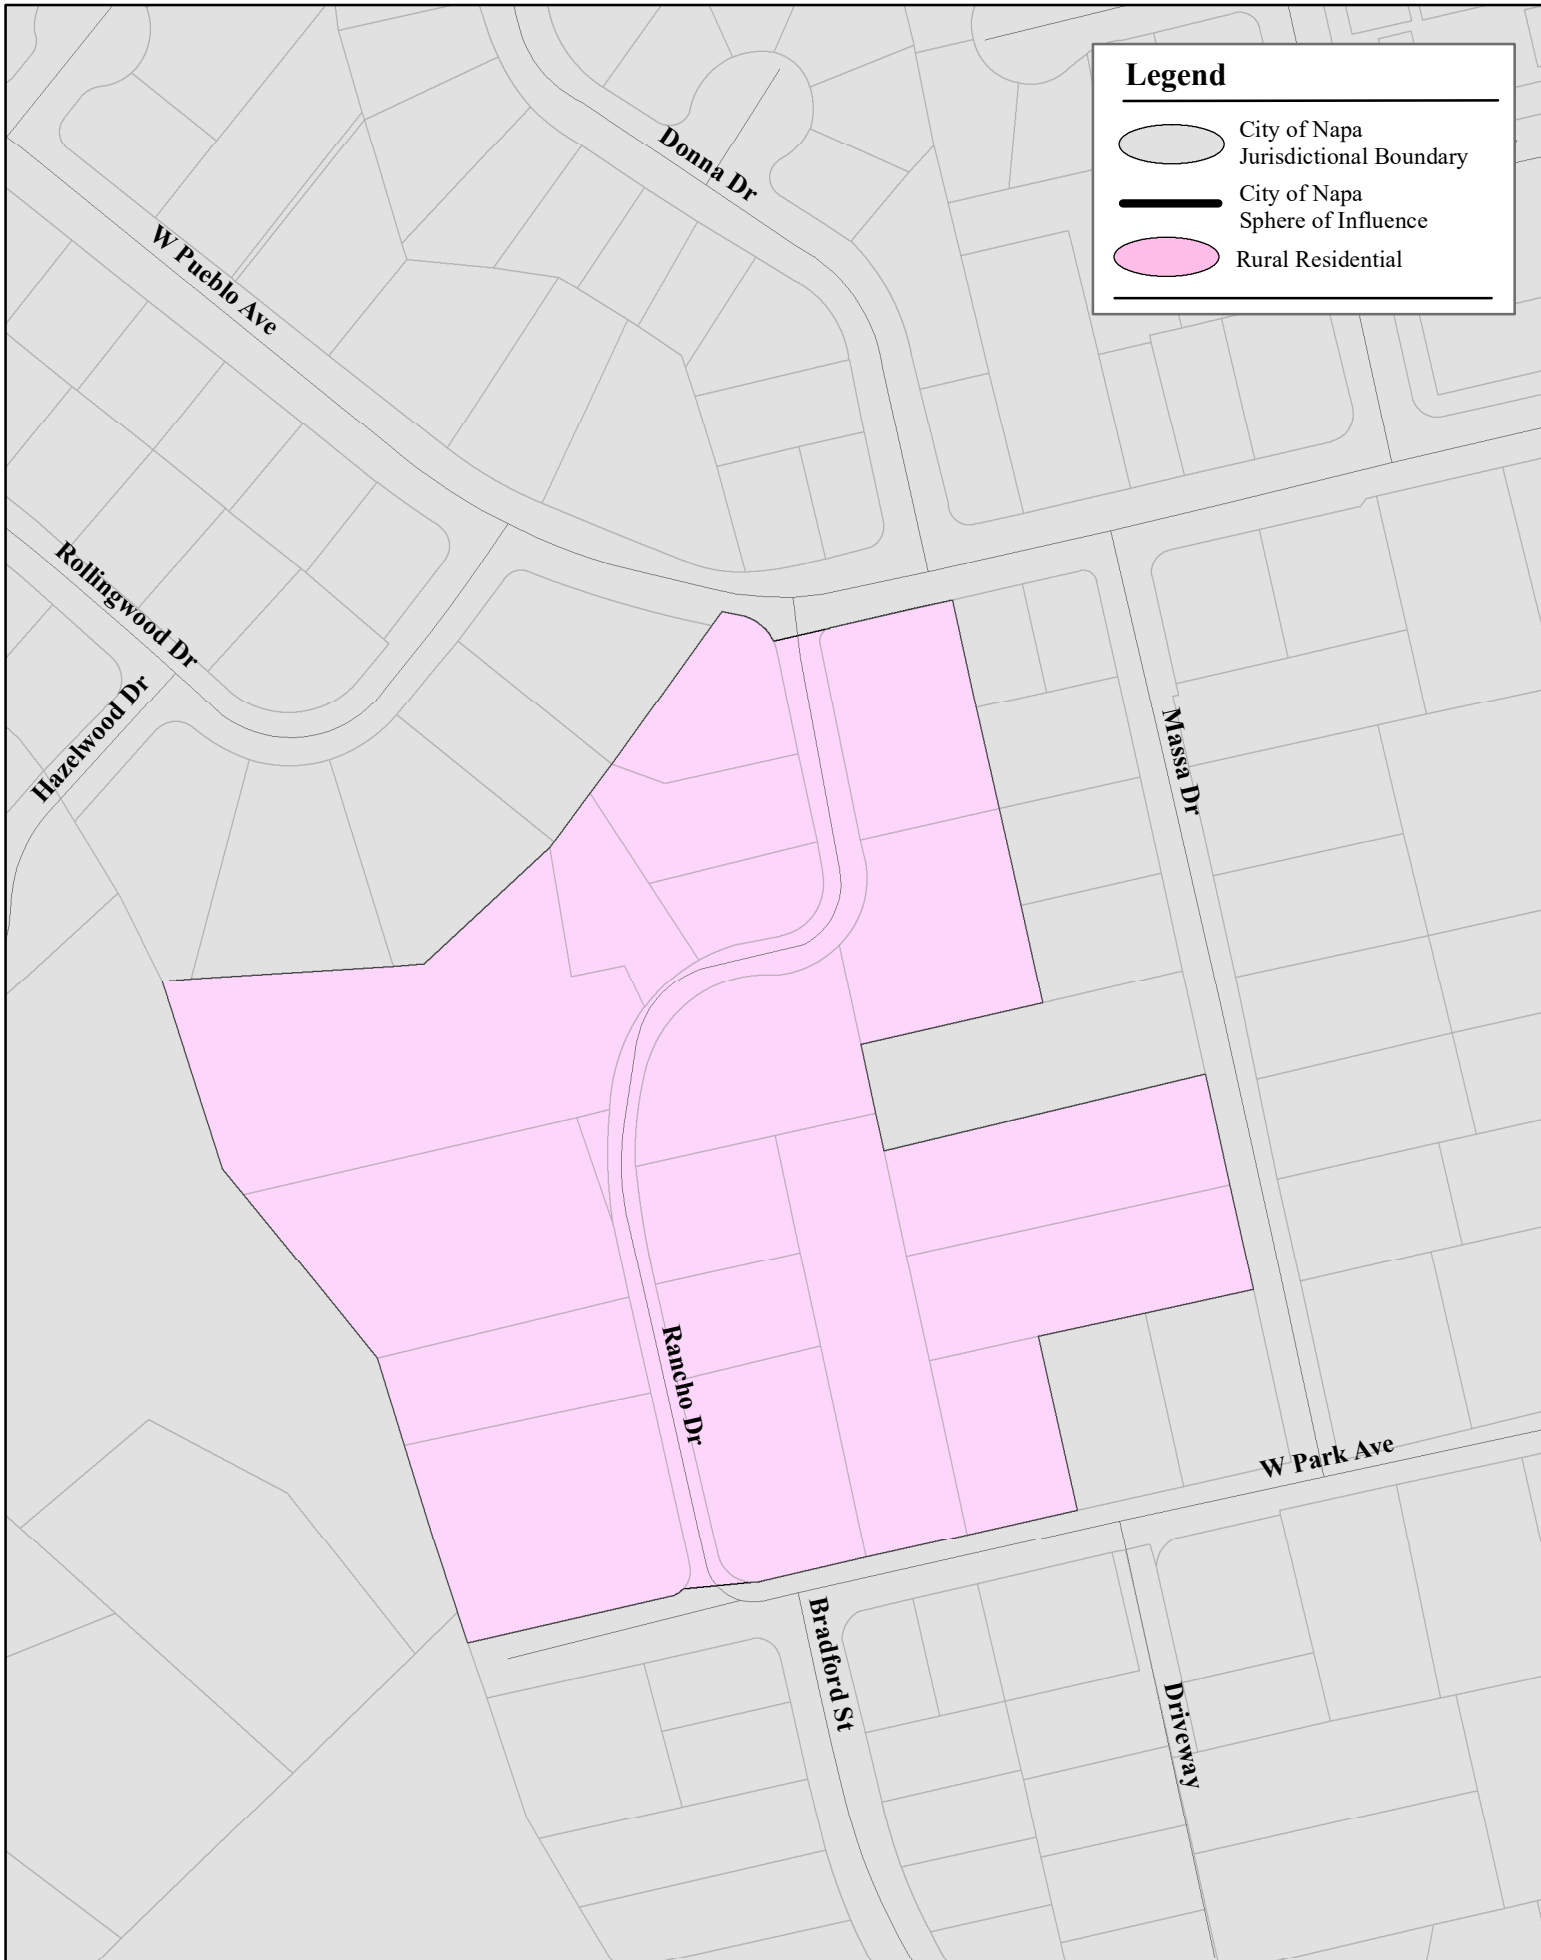 Legend
City of Napa
Jurisdictional Boundary
City of Napa
Sphere of Influence
Rural Residential
Donna Dr
W Pueblo Ave
Rollingwood Dr
Hazelwood Dr
Massa Dr
Rancho Dr
W Park Ave
Bradford St
Driveway